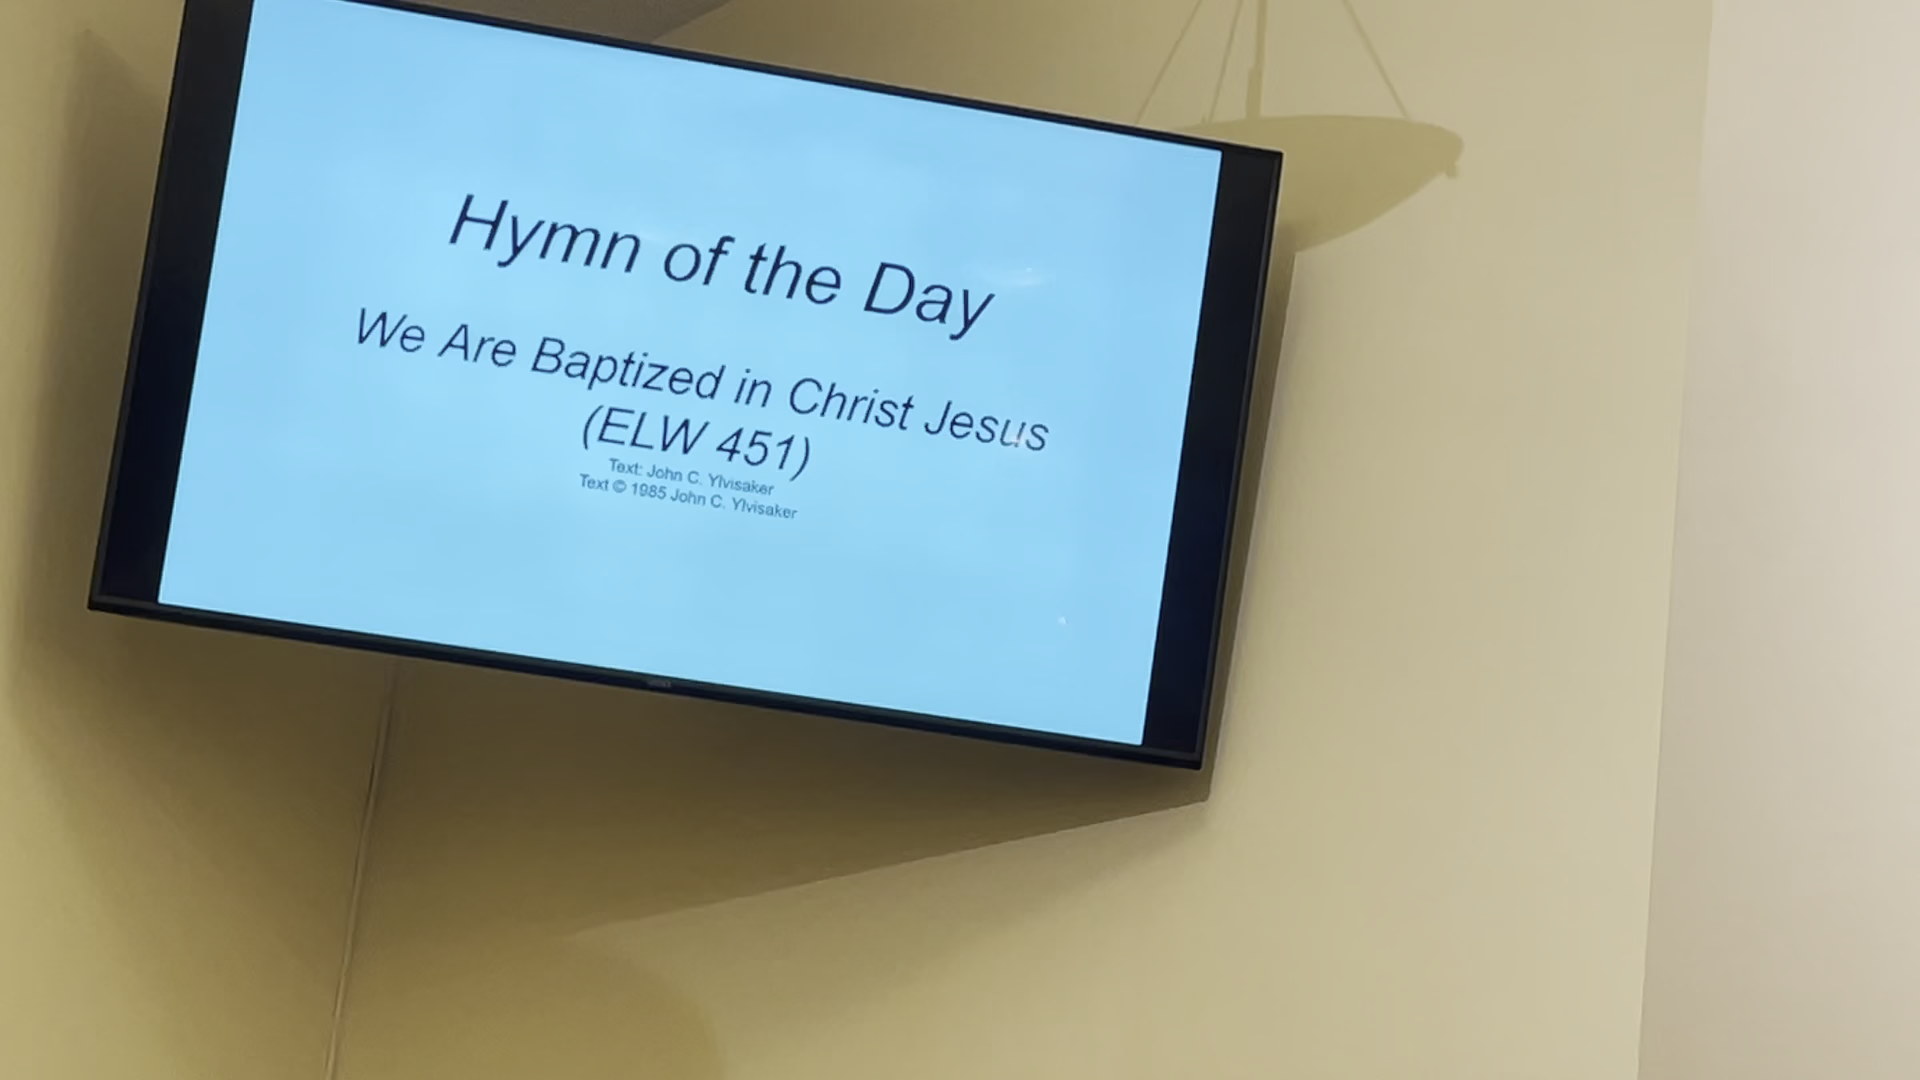 Hymn of the Day
We Are Baptized in Christ Jesus
(ELW 451)
Text: John C. Ylvisaker
Text © 1985 John C. Ylvisaker